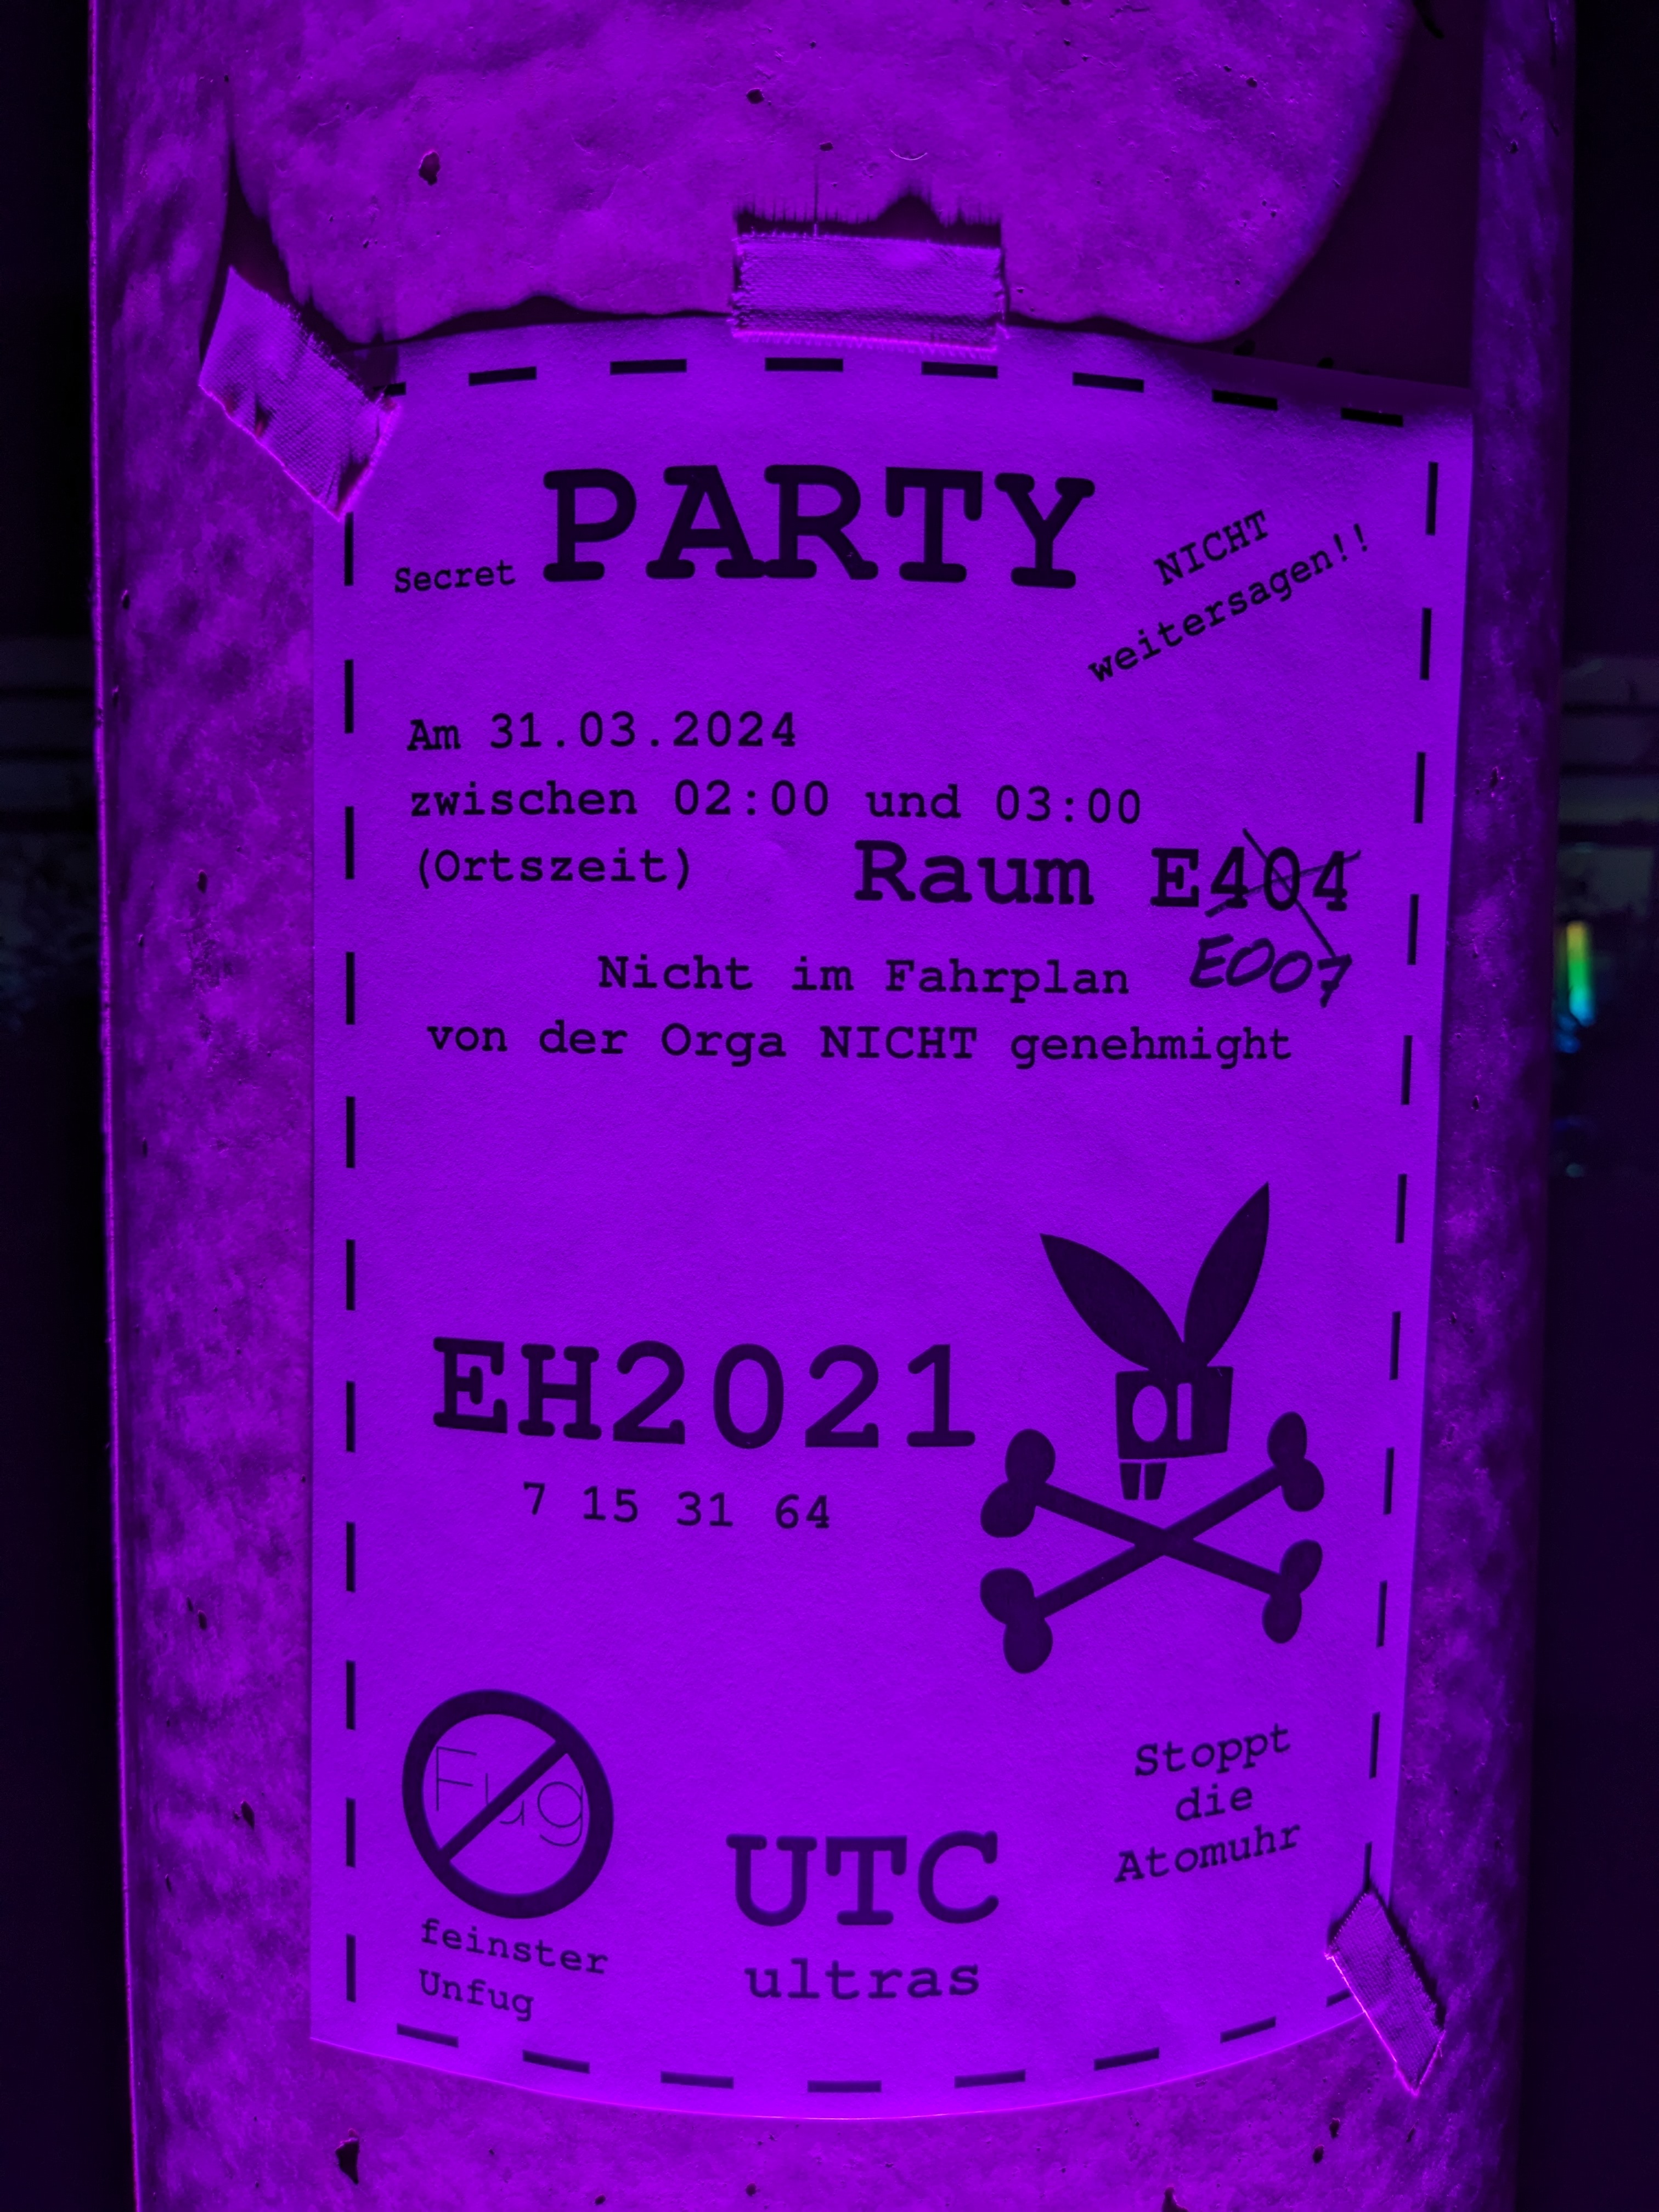 Secret PARTY
NICHT
weitersagen!!
Am 31.03.2024
zwischen 02:00 und 03:00
(Ortszeit)
Raum E404
E007
Nicht im Fahrplan
von der Orga NICHT genehmight
EH2021
7 15 31 64
Fug
feinster
Unfug
UTC
ultras
Stoppt
die
Atomuhr